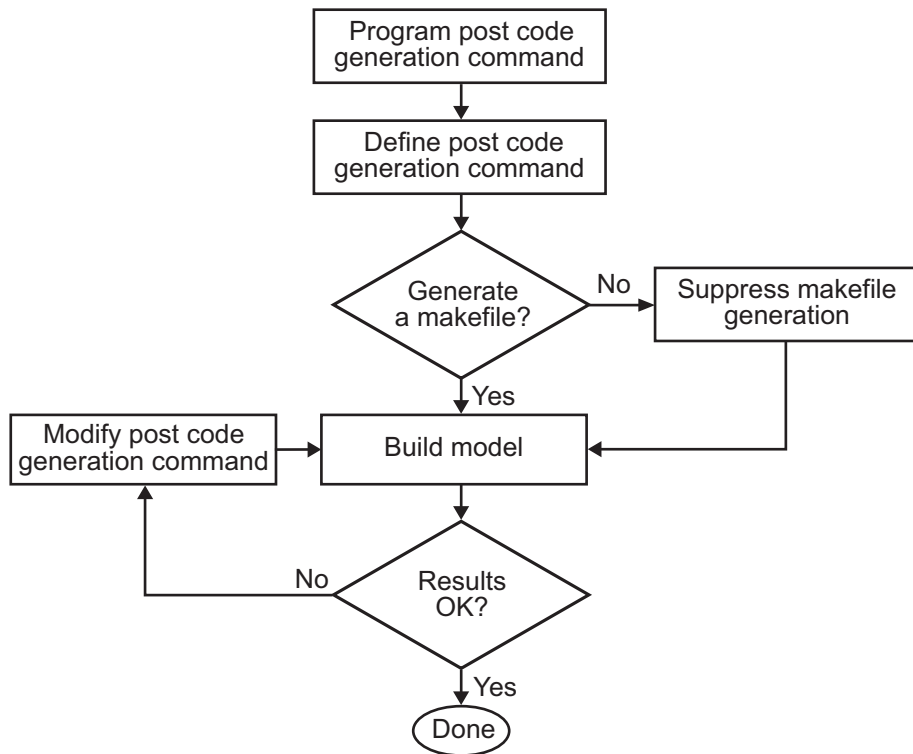 Program post code
generation command
Define post code
generation command
Generate
a makefile?
No
Suppress makefile
generation
Yes
Modify post code
generation command
Build model
No
Results
OK?
Yes
Done